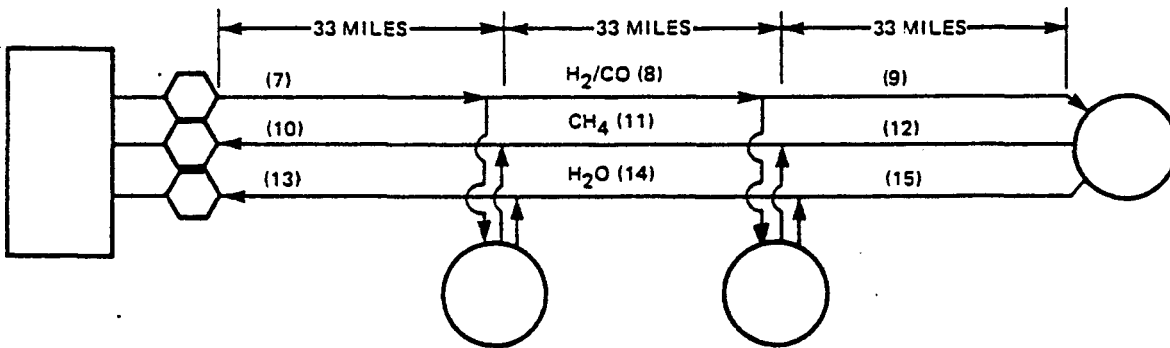 33 MILES 33 MILES 33 MILES
(7) H₂/CO (8) (9)
(10) CH₄ (11) (12)
(13) H₂O (14) (15)